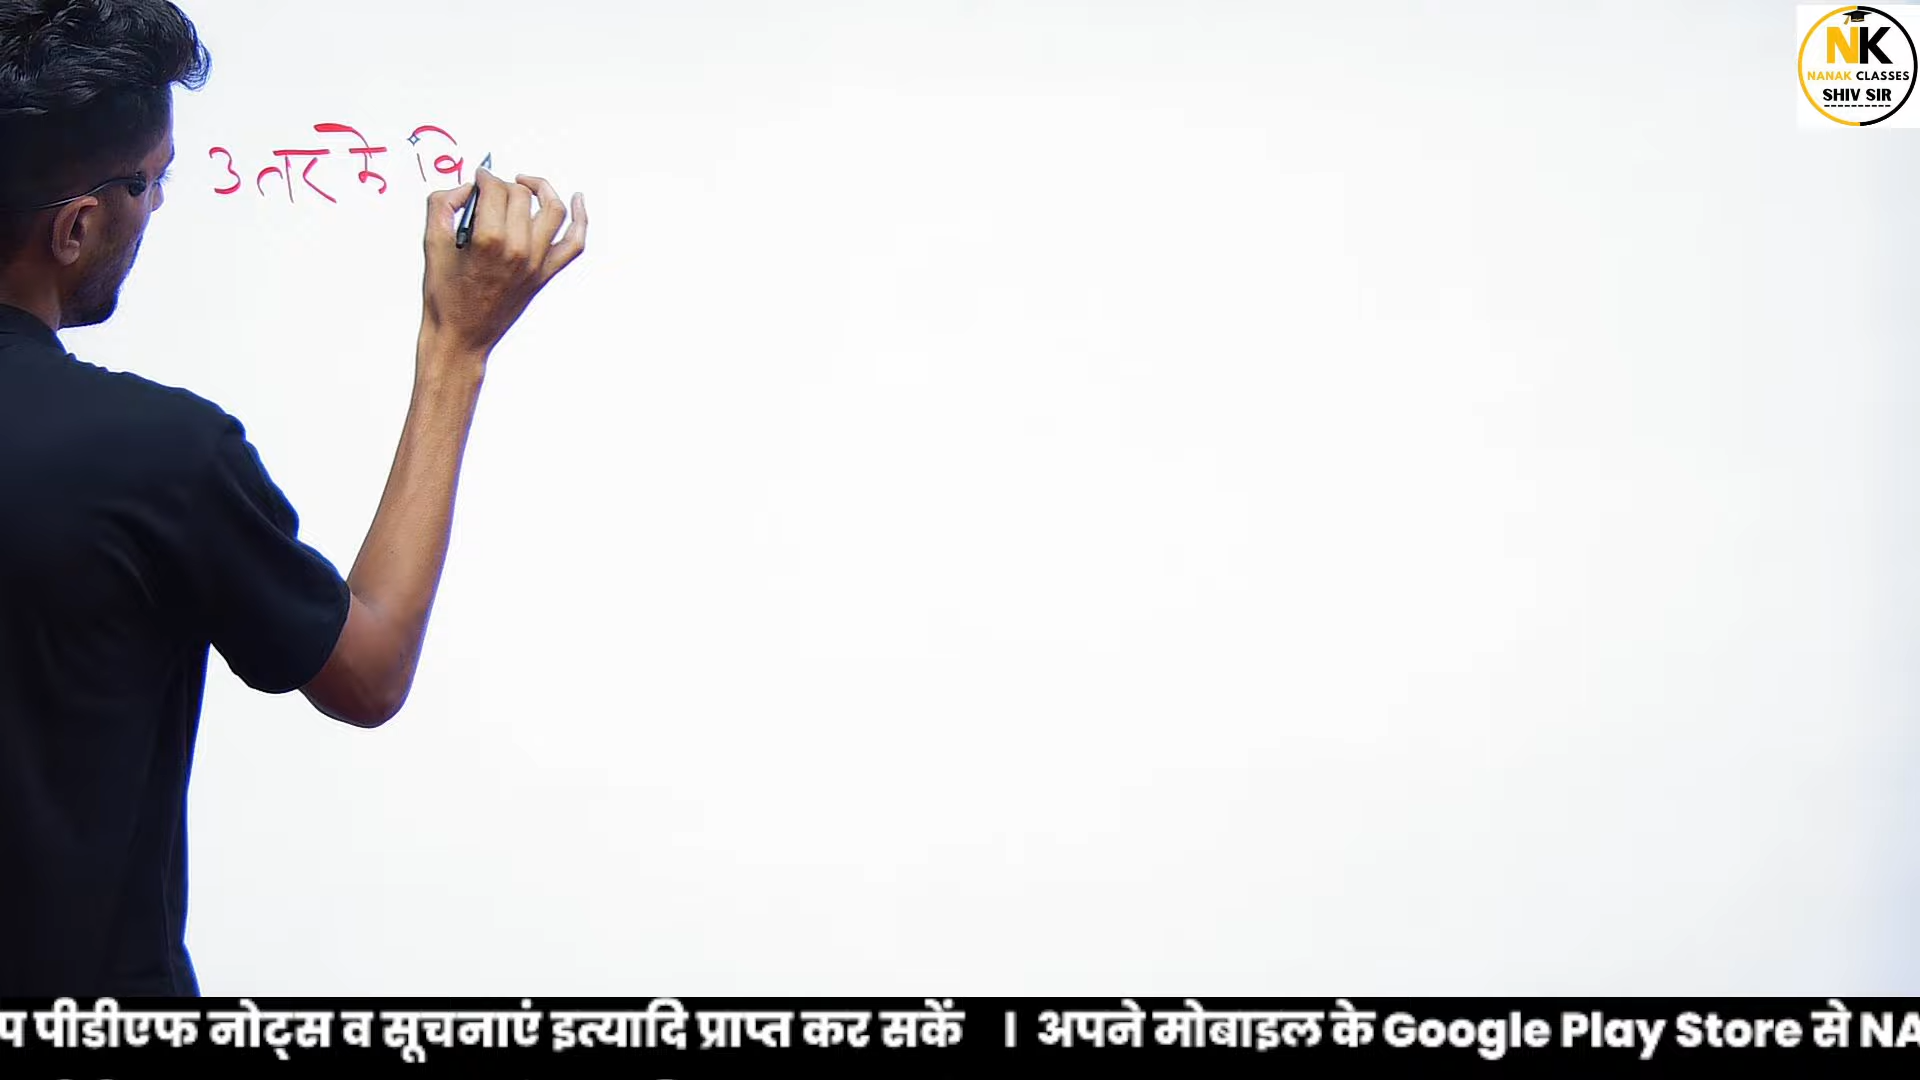 NK
NANAK CLASSES
SHIV SIR
उत्तर के वि
प पीडीएफ नोट्स व सूचनाएं इत्यादि प्राप्त कर सकें । अपने मोबाइल के Google Play Store से NA